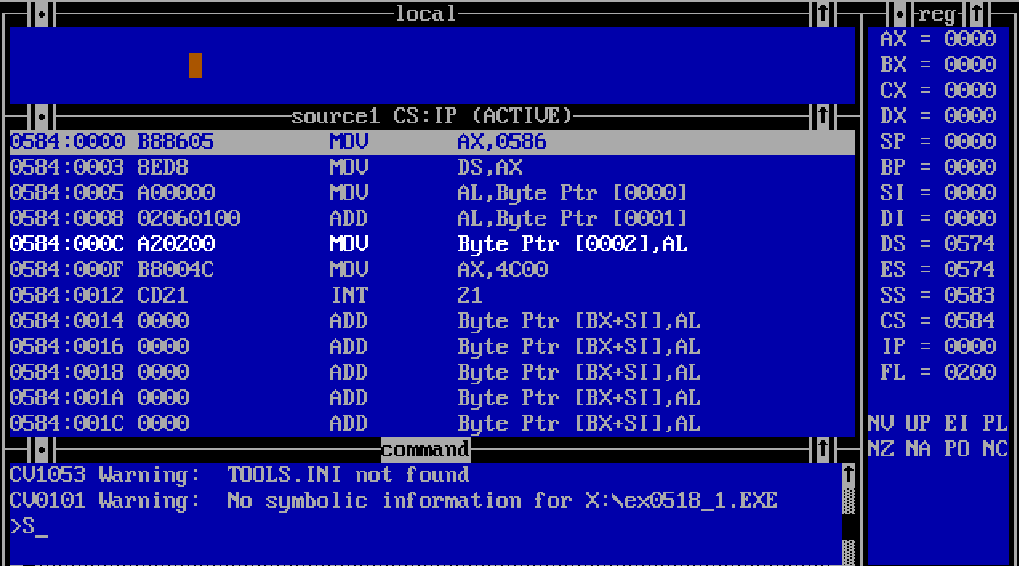 local
source1 CS:IP (ACTIVE)
0584:0000 B88605 MOV AX,0586
0584:0003 8ED8 MOV DS,AX
0584:0005 A00000 MOV AL,Byte Ptr [0000]
0584:0008 02060100 ADD AL,Byte Ptr [0001]
0584:000C A20200 MOV Byte Ptr [0002],AL
0584:000F B8004C MOV AX,4C00
0584:0012 CD21 INT 21
0584:0014 0000 ADD Byte Ptr [BX+SI],AL
0584:0016 0000 ADD Byte Ptr [BX+SI],AL
0584:0018 0000 ADD Byte Ptr [BX+SI],AL
0584:001A 0000 ADD Byte Ptr [BX+SI],AL
0584:001C 0000 ADD Byte Ptr [BX+SI],AL
command
CV1053 Warning: TOOLS.INI not found
CV0101 Warning: No symbolic information for X:\ex0518_1.EXE
>S_
reg
AX = 0000
BX = 0000
CX = 0000
DX = 0000
SP = 0000
BP = 0000
SI = 0000
DI = 0000
DS = 0574
ES = 0574
SS = 0583
CS = 0584
IP = 0000
FL = 0200
NV UP EI PL
NZ NA PO NC